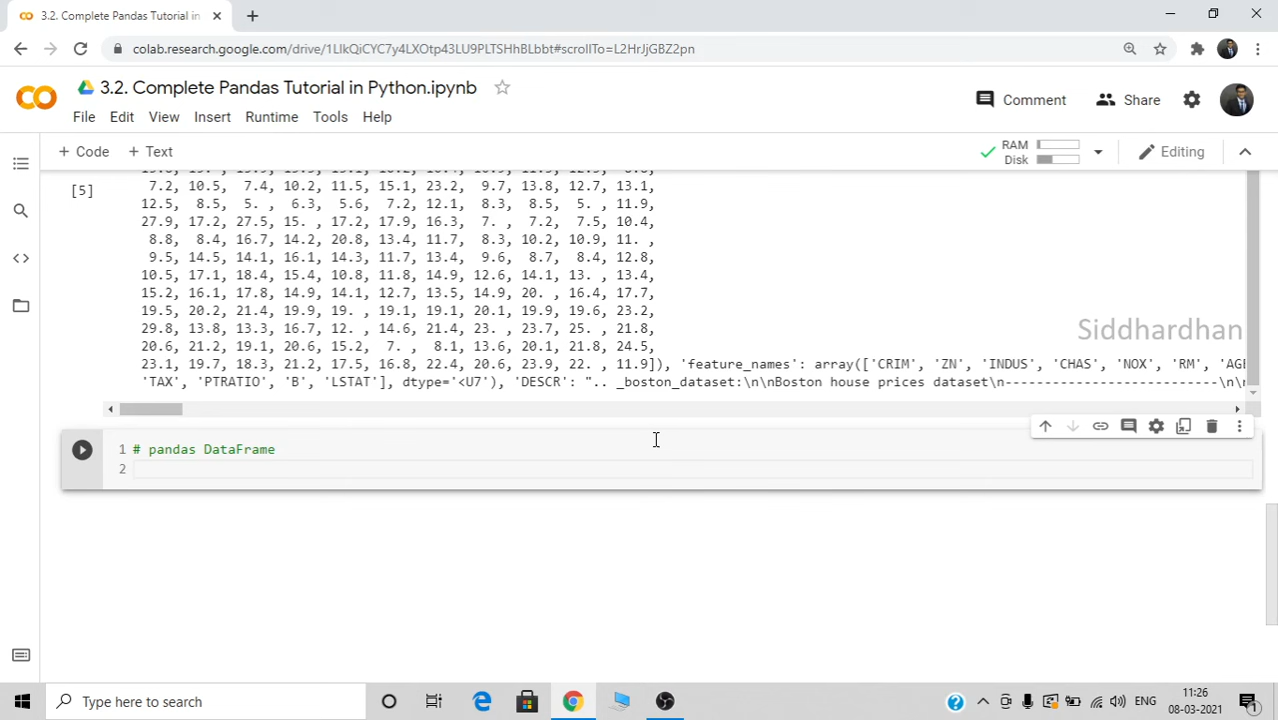 3.2. Complete Pandas Tutorial in
colab.research.google.com/drive/1LIkQiCYC7y4LXOtp43LU9PLTSHhBLbbt#scrollTo=L2HrJjGBZ2pn
3.2. Complete Pandas Tutorial in Python.ipynb
Comment
Share
File Edit View Insert Runtime Tools Help
+ Code + Text
RAM
Disk
Editing
[5]
7.2, 10.5, 7.4, 10.2, 11.5, 15.1, 23.2, 9.7, 13.8, 12.7, 13.1,
12.5, 8.5, 5. , 6.3, 5.6, 7.2, 12.1, 8.3, 8.5, 5. , 11.9,
27.9, 17.2, 27.5, 15. , 17.2, 17.9, 16.3, 7. , 7.2, 7.5, 10.4,
8.8, 8.4, 16.7, 14.2, 20.8, 13.4, 11.7, 8.3, 10.2, 10.9, 11. ,
9.5, 14.5, 14.1, 16.1, 14.3, 11.7, 13.4, 9.6, 8.7, 8.4, 12.8,
10.5, 17.1, 18.4, 15.4, 10.8, 11.8, 14.9, 12.6, 14.1, 13. , 13.4,
15.2, 16.1, 17.8, 14.9, 14.1, 12.7, 13.5, 14.9, 20. , 16.4, 17.7,
19.5, 20.2, 21.4, 19.9, 19. , 19.1, 19.1, 20.1, 19.9, 19.6, 23.2,
29.8, 13.8, 13.3, 16.7, 12. , 14.6, 21.4, 23. , 23.7, 25. , 21.8,
Siddhardhan
20.6, 21.2, 19.1, 20.6, 15.2, 7. , 8.1, 13.6, 20.1, 21.8, 24.5,
23.1, 19.7, 18.3, 21.2, 17.5, 16.8, 22.4, 20.6, 23.9, 22. , 11.9]), 'feature_names': array(['CRIM', 'ZN', 'INDUS', 'CHAS', 'NOX', 'RM', 'AGE
'TAX', 'PTRATIO', 'B', 'LSTAT'], dtype='<U7'), 'DESCR': ".. _boston_dataset:\n\nBoston house prices dataset\n---------------------------\n\n
1 # pandas DataFrame
2
Type here to search
ENG
11:26
08-03-2021